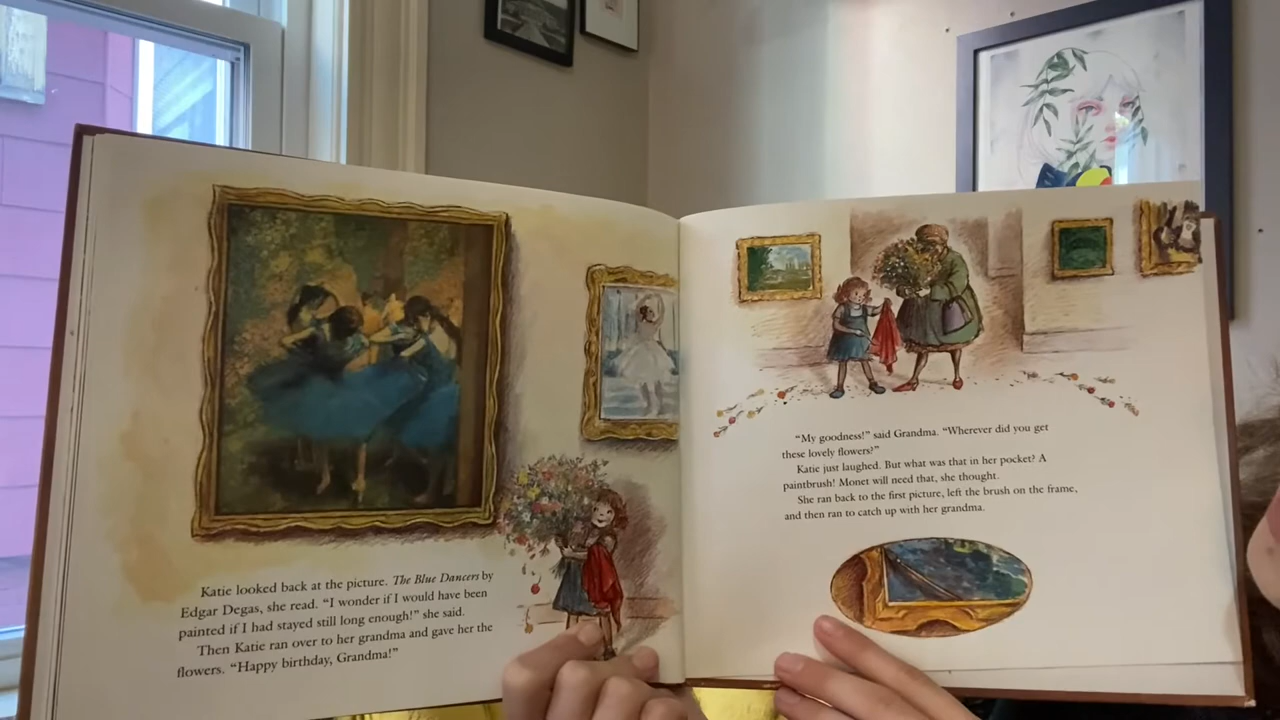 Katie looked back at the picture. The Blue Dancers by
Edgar Degas, she read. “I wonder if I would have been
painted if I had stayed still long enough!” she said.
Then Katie ran over to her grandma and gave her the
flowers. “Happy birthday, Grandma!”
“My goodness!” said Grandma. “Wherever did you get
these lovely flowers?”
Katie just laughed. But what was that in her pocket? A
paintbrush! Monet will need that, she thought.
She ran back to the first picture, left the brush on the frame,
and then ran to catch up with her grandma.